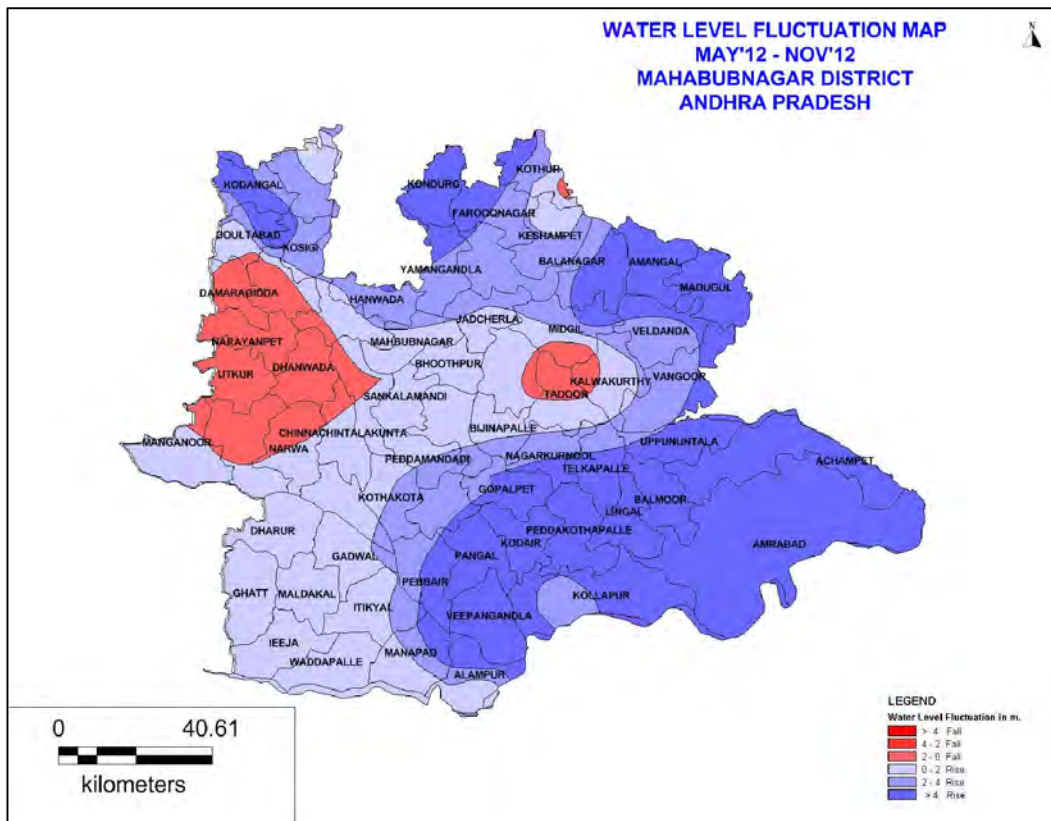 WATER LEVEL FLUCTUATION MAP
MAY'12 - NOV'12
MAHABUBNAGAR DISTRICT
ANDHRA PRADESH
N
KOTHUR
KODANGAL
KONDURG
FAROOQNAGAR
DOULTABAD
KOSIGI
KESHAMPET
BALANAGAR
AMANGAL
YAMANGANDLA
MADUGUL
DAMARAGIDDA
HANWADA
JADCHERLA
MIDGIL
VELDANDA
NARAYANPET
MAHBUBNAGAR
BHOOTHPUR
UTKUR
DHANWADA
KALWAKURTHY
VANGOOR
SANKALAMANDI
TADOOR
CHINNACHINTALAKUNTA
BIJINAPALLE
MANGANOOR
NARWA
UPPUNUNTALA
PEDDAMANDADI
NAGARKURNOOL
TELKAPALLE
ACHAMPET
KOTHAKOTA
GOPALPET
BALMOOR
LINGAL
DHARUR
PEDDAKOTHAPALLE
KODAIR
AMRABAD
GADWAL
PANGAL
PEBBAIR
GHATT
MALDAKAL
KOLLAPUR
ITIKYAL
VEEPANGANDLA
IEEJA
WADDAPALLE
MANAPAD
ALAMPUR
LEGEND
Water Level Fluctuation in m.
> 4 Fall
4 - 2 Fall
2 - 0 Fall
0 - 2 Rise
2 - 4 Rise
> 4 Rise
0 40.61
kilometers